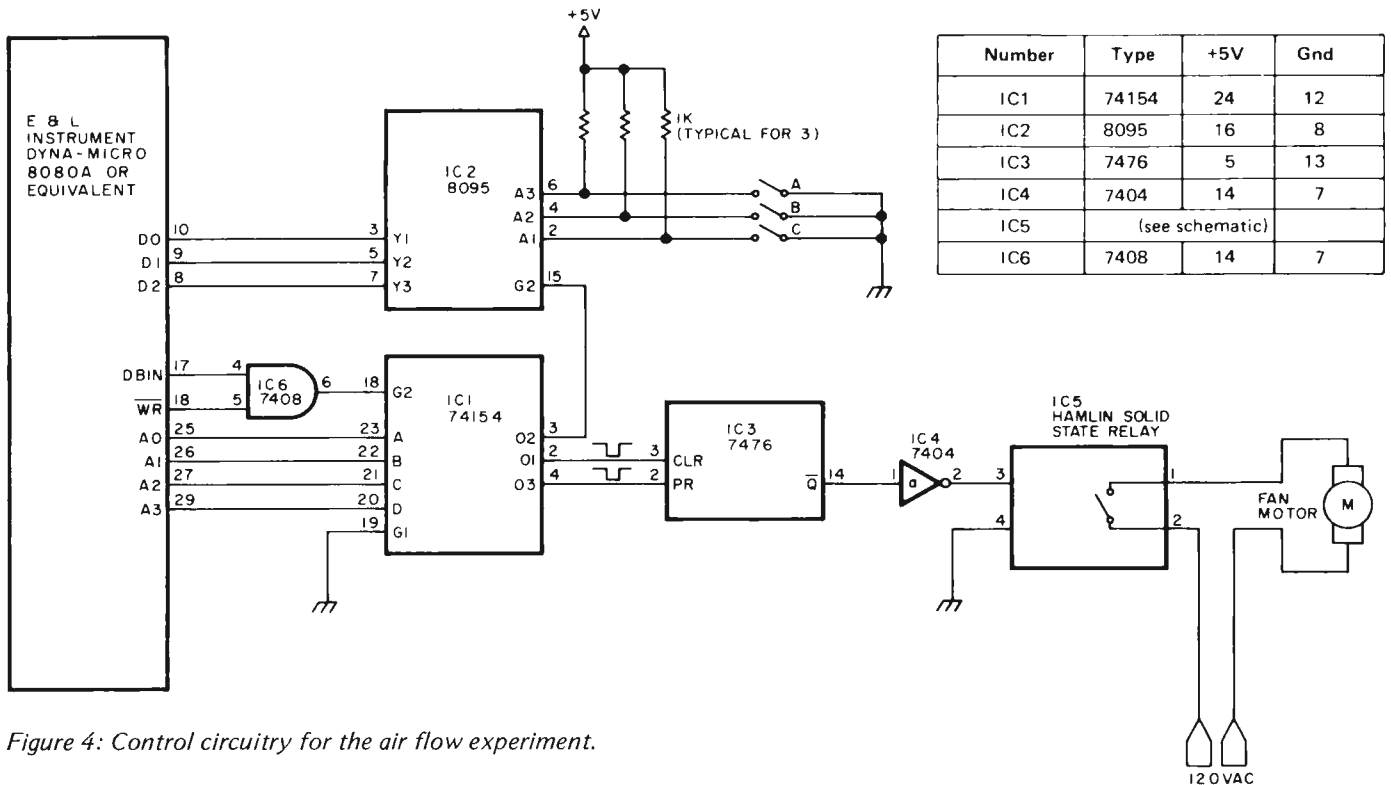 +5V
E & L
INSTRUMENT
DYNA-MICRO
8080A OR
EQUIVALENT
D0 10
D1 9
D2 8
DBIN 17
WR 18
A0 25
A1 26
A2 27
A3 29
IC2
8095
3 Y1
5 Y2
7 Y3
A3 6
A2 4
A1 2
G2 15
1K
(TYPICAL FOR 3)
A
B
C
4
5
IC6
7408
6
IC1
74154
18 G2
23 A
22 B
21 C
20 D
19 G1
O2 3
O1 2
O3 4
IC3
7476
3 CLR
2 PR
Q 14
IC4
7404
1 a 2
IC5
HAMLIN SOLID
STATE RELAY
3
4
1
2
FAN
MOTOR
M
120VAC
Number Type +5V Gnd
IC1 74154 24 12
IC2 8095 16 8
IC3 7476 5 13
IC4 7404 14 7
IC5 (see schematic)
IC6 7408 14 7
Figure 4: Control circuitry for the air flow experiment.